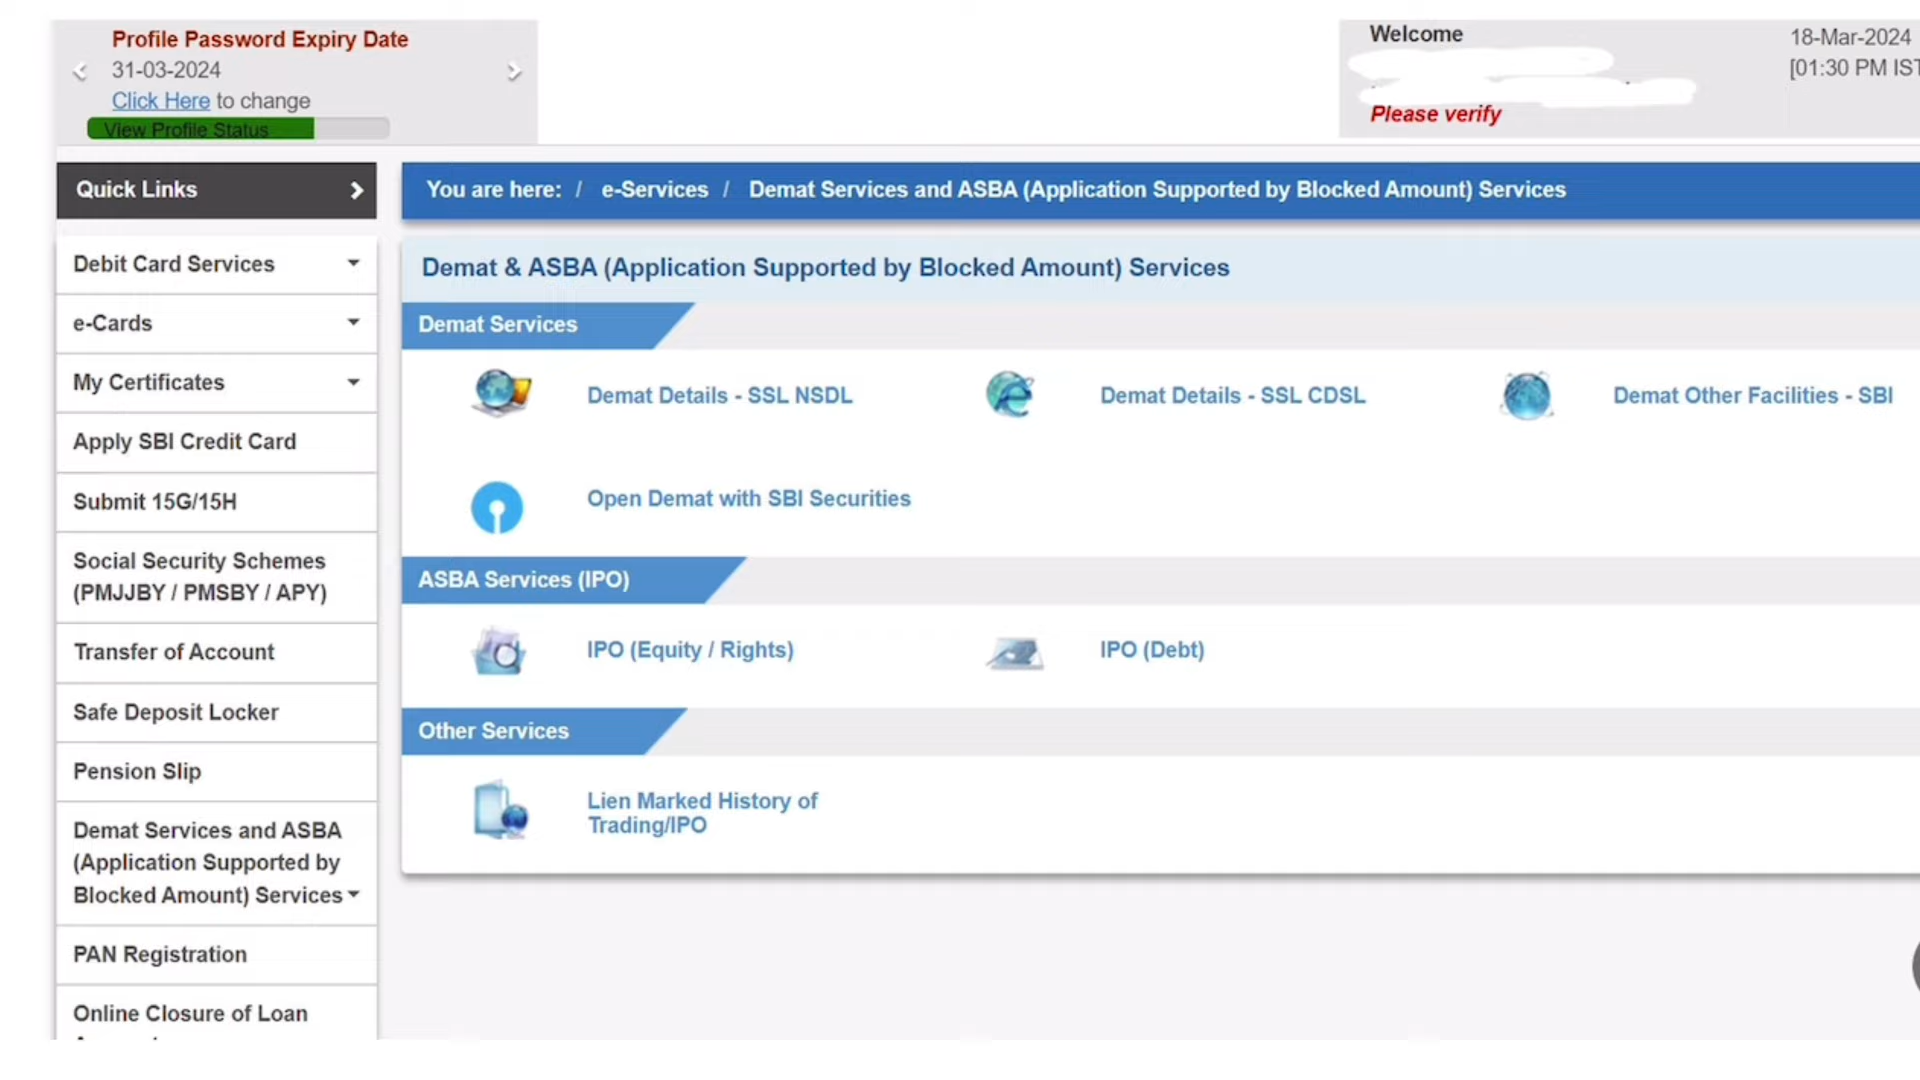 Profile Password Expiry Date
31-03-2024
Click Here to change
View Profile Status
Welcome
Please verify
18-Mar-2024
[01:30 PM IST
Quick Links
Debit Card Services
e-Cards
My Certificates
Apply SBI Credit Card
Submit 15G/15H
Social Security Schemes
(PMJJBY / PMSBY / APY)
Transfer of Account
Safe Deposit Locker
Pension Slip
Demat Services and ASBA
(Application Supported by
Blocked Amount) Services
PAN Registration
Online Closure of Loan
You are here: / e-Services / Demat Services and ASBA (Application Supported by Blocked Amount) Services
Demat & ASBA (Application Supported by Blocked Amount) Services
Demat Services
Demat Details - SSL NSDL
Demat Details - SSL CDSL
Demat Other Facilities - SBI
Open Demat with SBI Securities
ASBA Services (IPO)
IPO (Equity / Rights)
IPO (Debt)
Other Services
Lien Marked History of
Trading/IPO